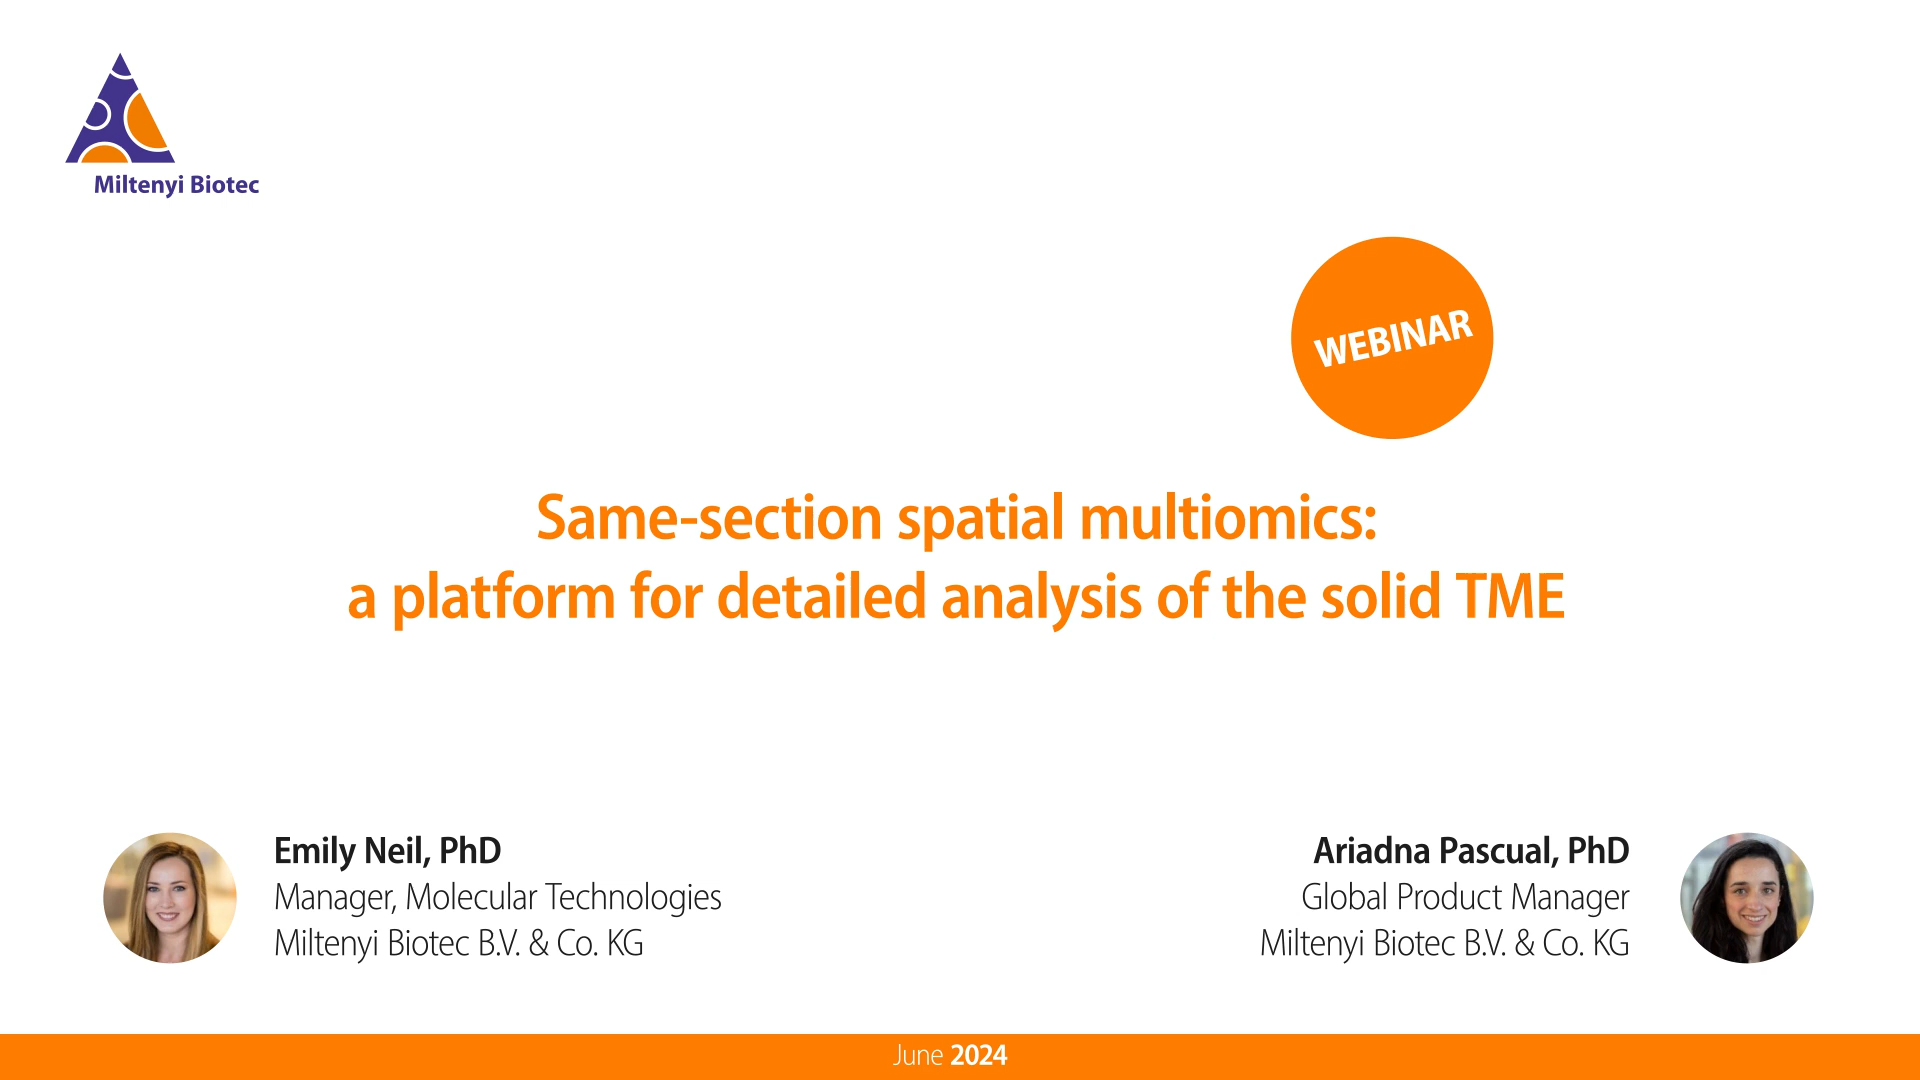 Miltenyi Biotec
WEBINAR
Same-section spatial multiomics:
a platform for detailed analysis of the solid TME
Emily Neil, PhD
Manager, Molecular Technologies
Miltenyi Biotec B.V. & Co. KG
Ariadna Pascual, PhD
Global Product Manager
Miltenyi Biotec B.V. & Co. KG
June 2024